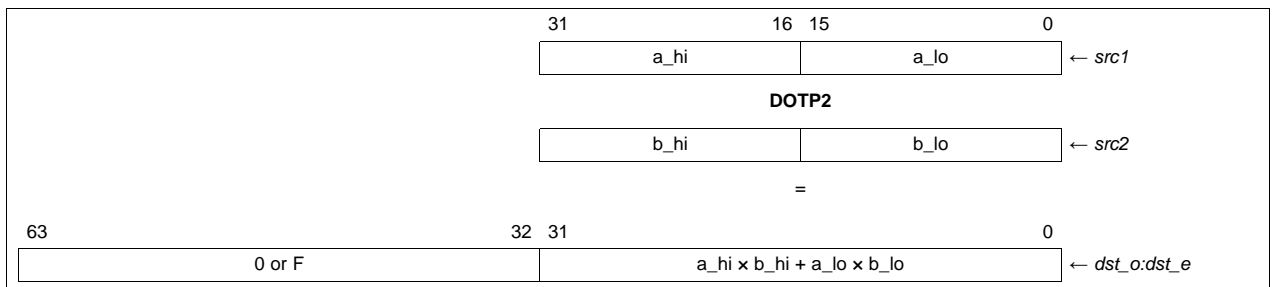 31 16 15 0
a_hi a_lo ← src1
DOTP2
b_hi b_lo ← src2
=
63 32 31 0
0 or F a_hi × b_hi + a_lo × b_lo ← dst_o:dst_e